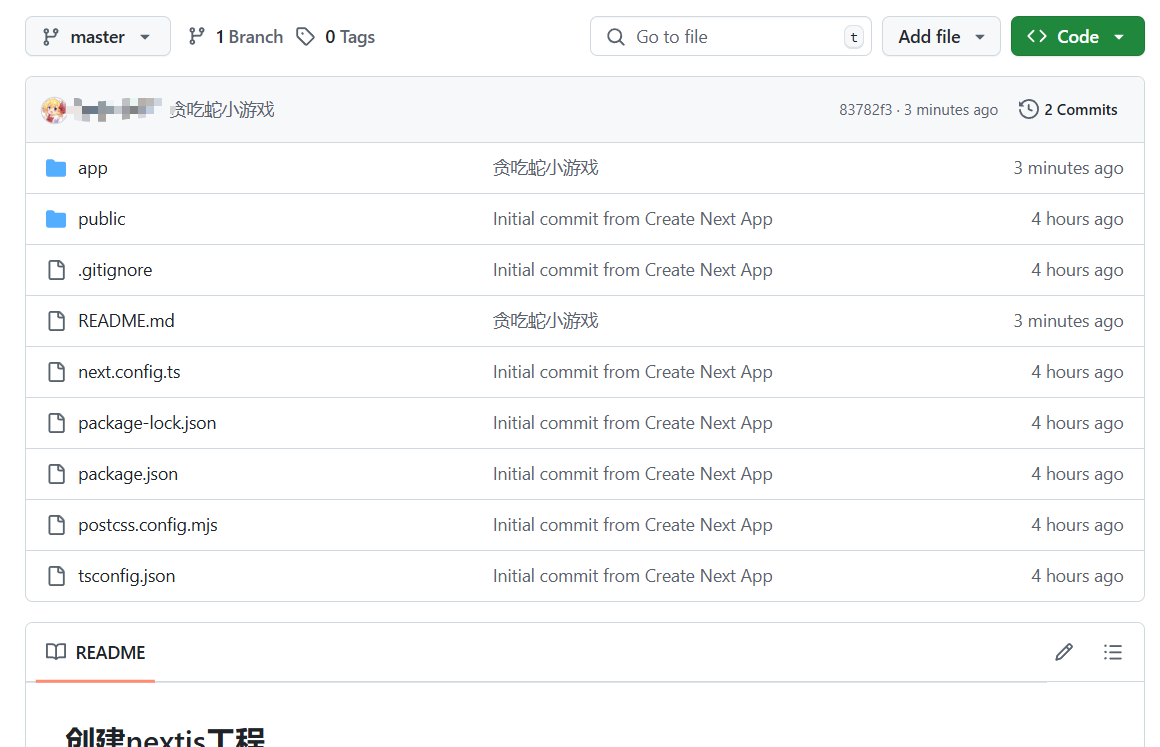 master 1 Branch 0 Tags Go to file t Add file Code
贪吃蛇小游戏 83782f3 · 3 minutes ago 2 Commits
app 贪吃蛇小游戏 3 minutes ago
public Initial commit from Create Next App 4 hours ago
.gitignore Initial commit from Create Next App 4 hours ago
README.md 贪吃蛇小游戏 3 minutes ago
next.config.ts Initial commit from Create Next App 4 hours ago
package-lock.json Initial commit from Create Next App 4 hours ago
package.json Initial commit from Create Next App 4 hours ago
postcss.config.mjs Initial commit from Create Next App 4 hours ago
tsconfig.json Initial commit from Create Next App 4 hours ago
README
创建nextjs工程